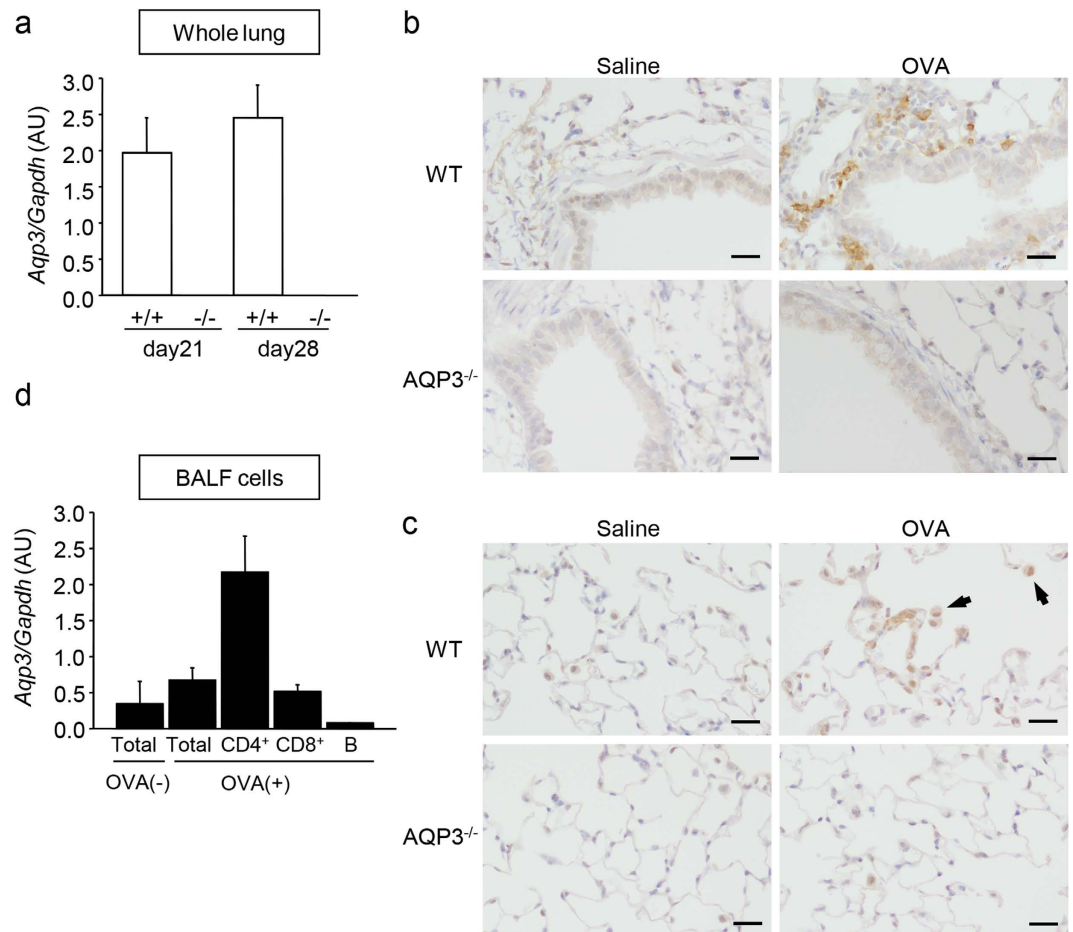 a
Whole lung
Aqp3/Gapdh (AU)
3.0
2.5
2.0
1.5
1.0
0.5
0.0
+/+ -/- +/+ -/-
day21 day28
b
Saline OVA
WT
AQP3-/-
d
BALF cells
Aqp3/Gapdh (AU)
3.0
2.5
2.0
1.5
1.0
0.5
0.0
Total Total CD4+ CD8+ B
OVA(-) OVA(+)
c
Saline OVA
WT
AQP3-/-